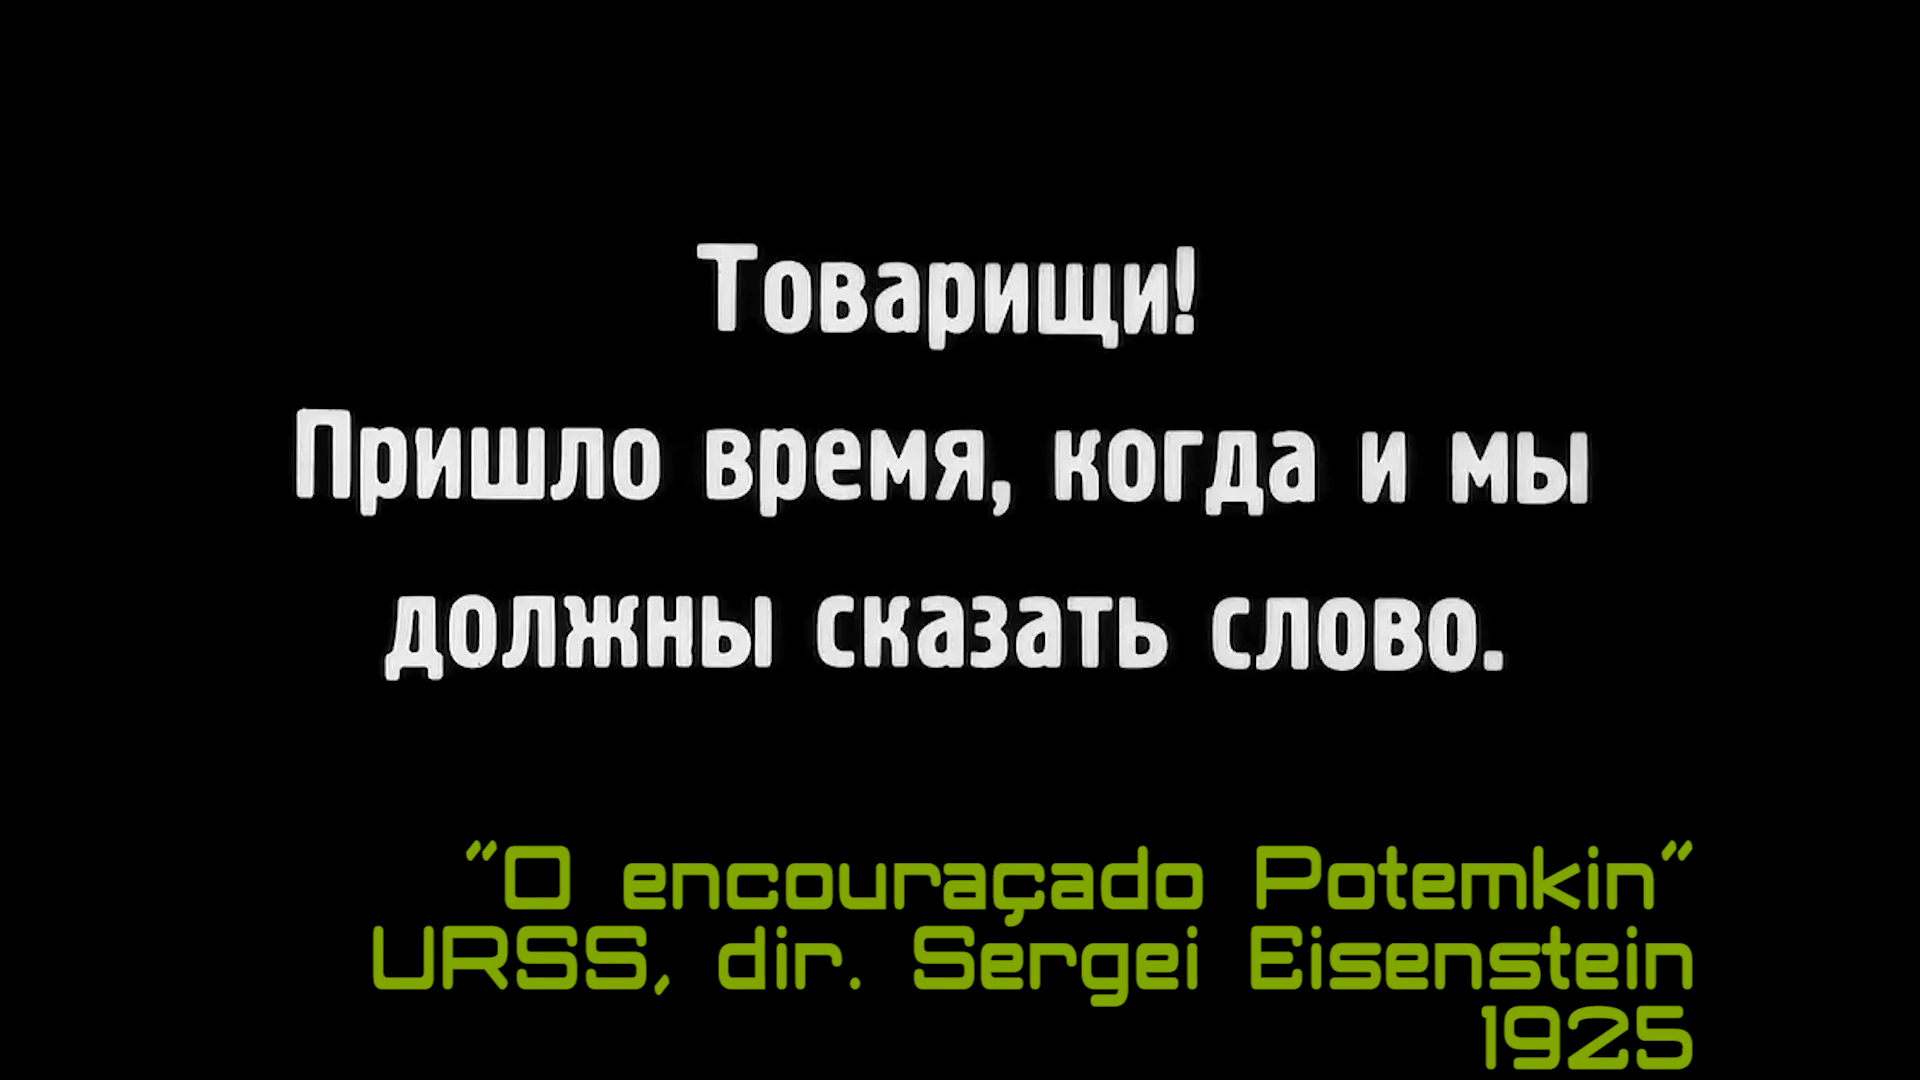 Товарищи!
Пришло время, когда и мы
должны сказать слово.
"O encouraçado Potemkin"
URSS, dir. Sergei Eisenstein
1925